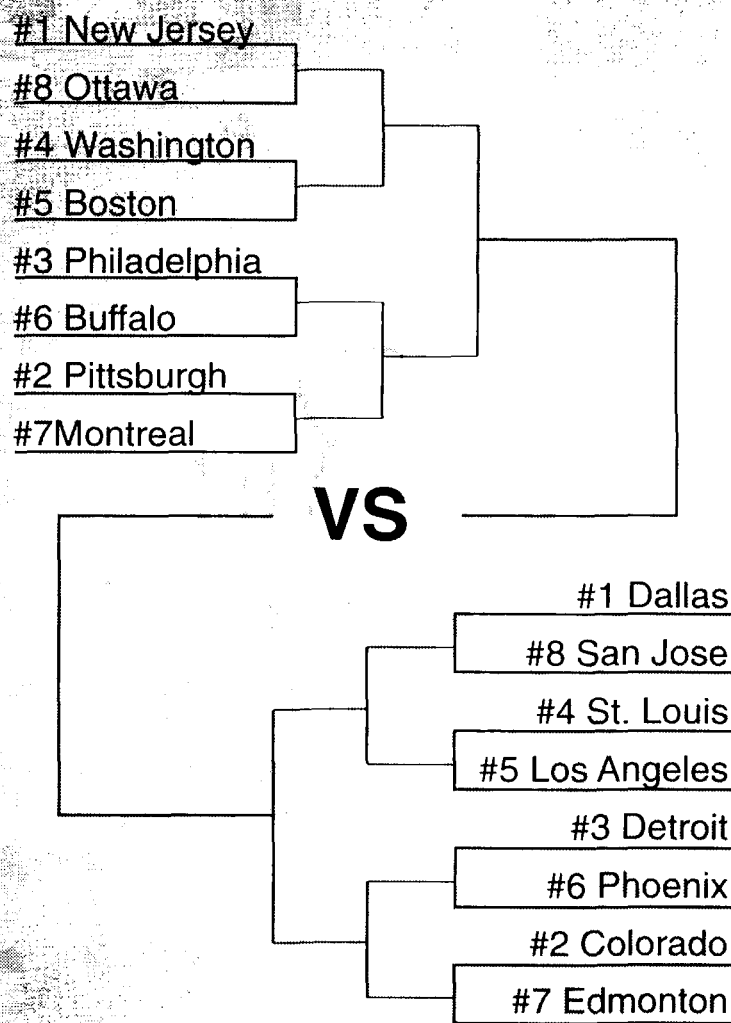 #1 New Jersey
#8 Ottawa
#4 Washington
#5 Boston
#3 Philadelphia
#6 Buffalo
#2 Pittsburgh
#7Montreal
VS
#1 Dallas
#8 San Jose
#4 St. Louis
#5 Los Angeles
#3 Detroit
#6 Phoenix
#2 Colorado
#7 Edmonton